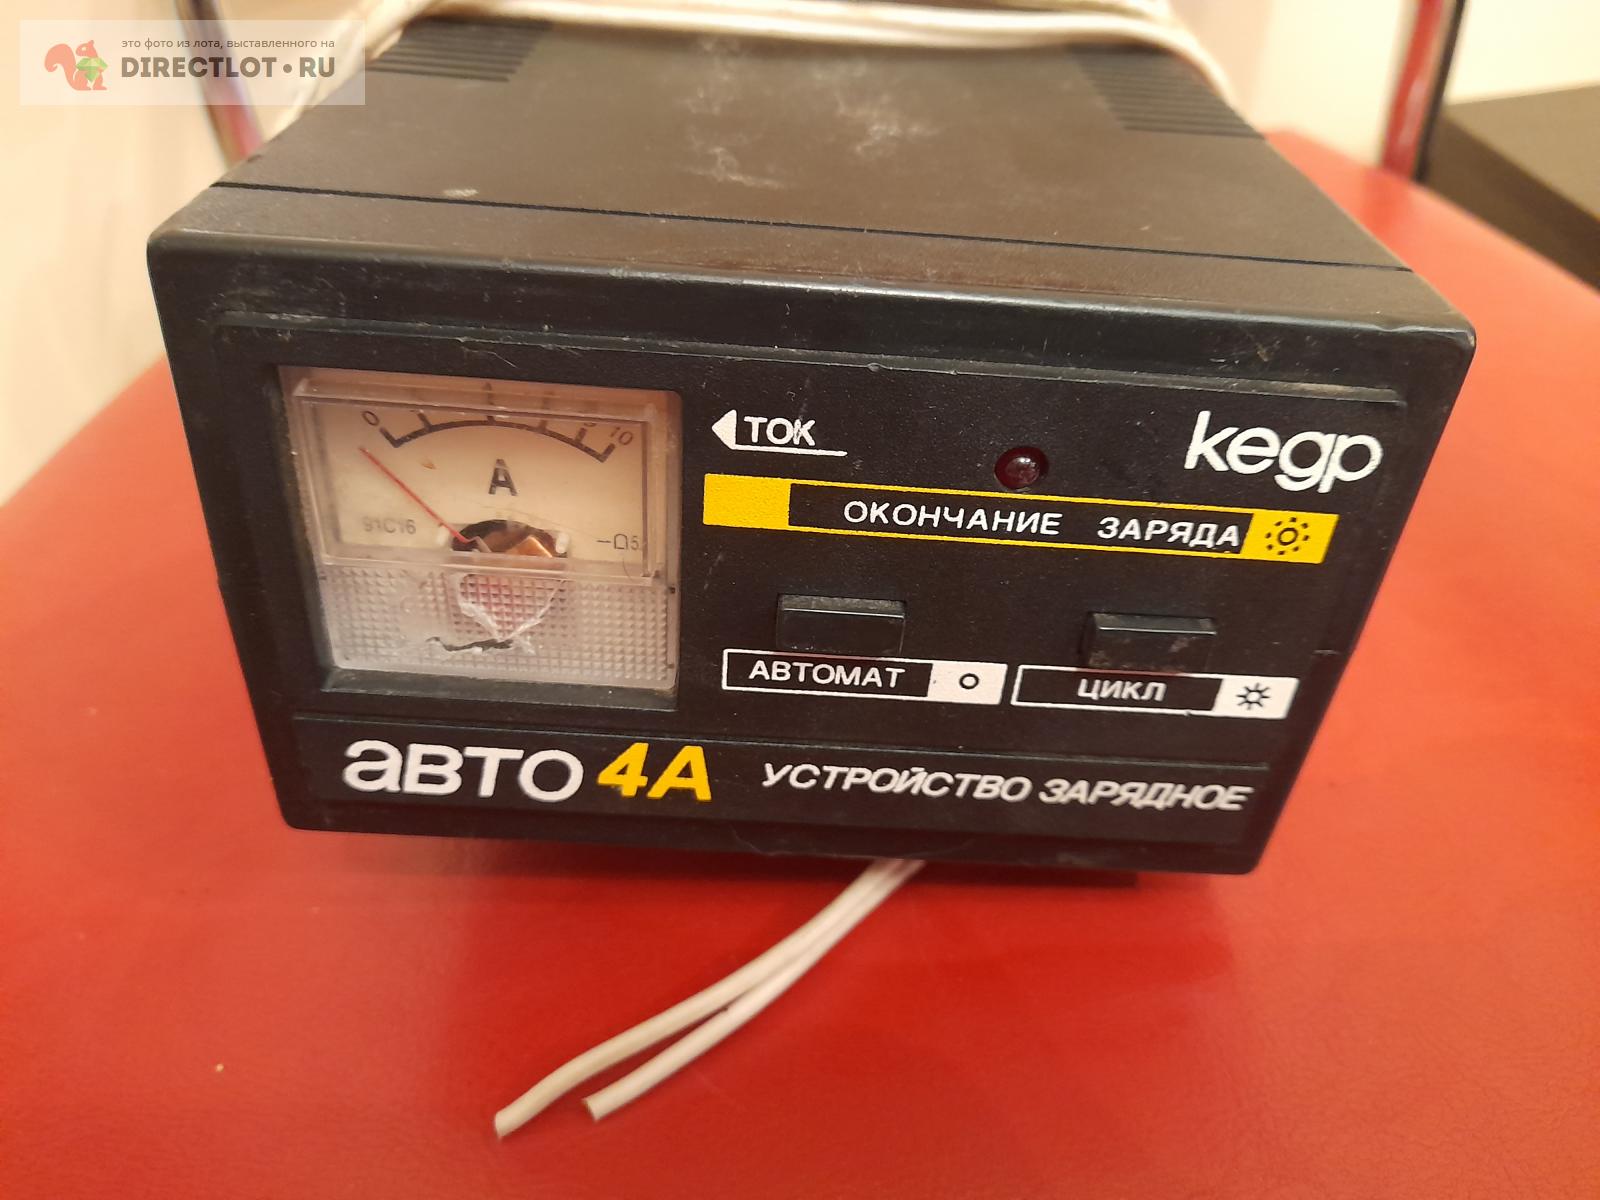 это фото из лота, выставленного на
DIRECTLOT•RU
0 10
A
91C16
ТОК
кедр
ОКОНЧАНИЕ ЗАРЯДА
АВТОМАТ
ЦИКЛ
авто 4А УСТРОЙСТВО ЗАРЯДНОЕ